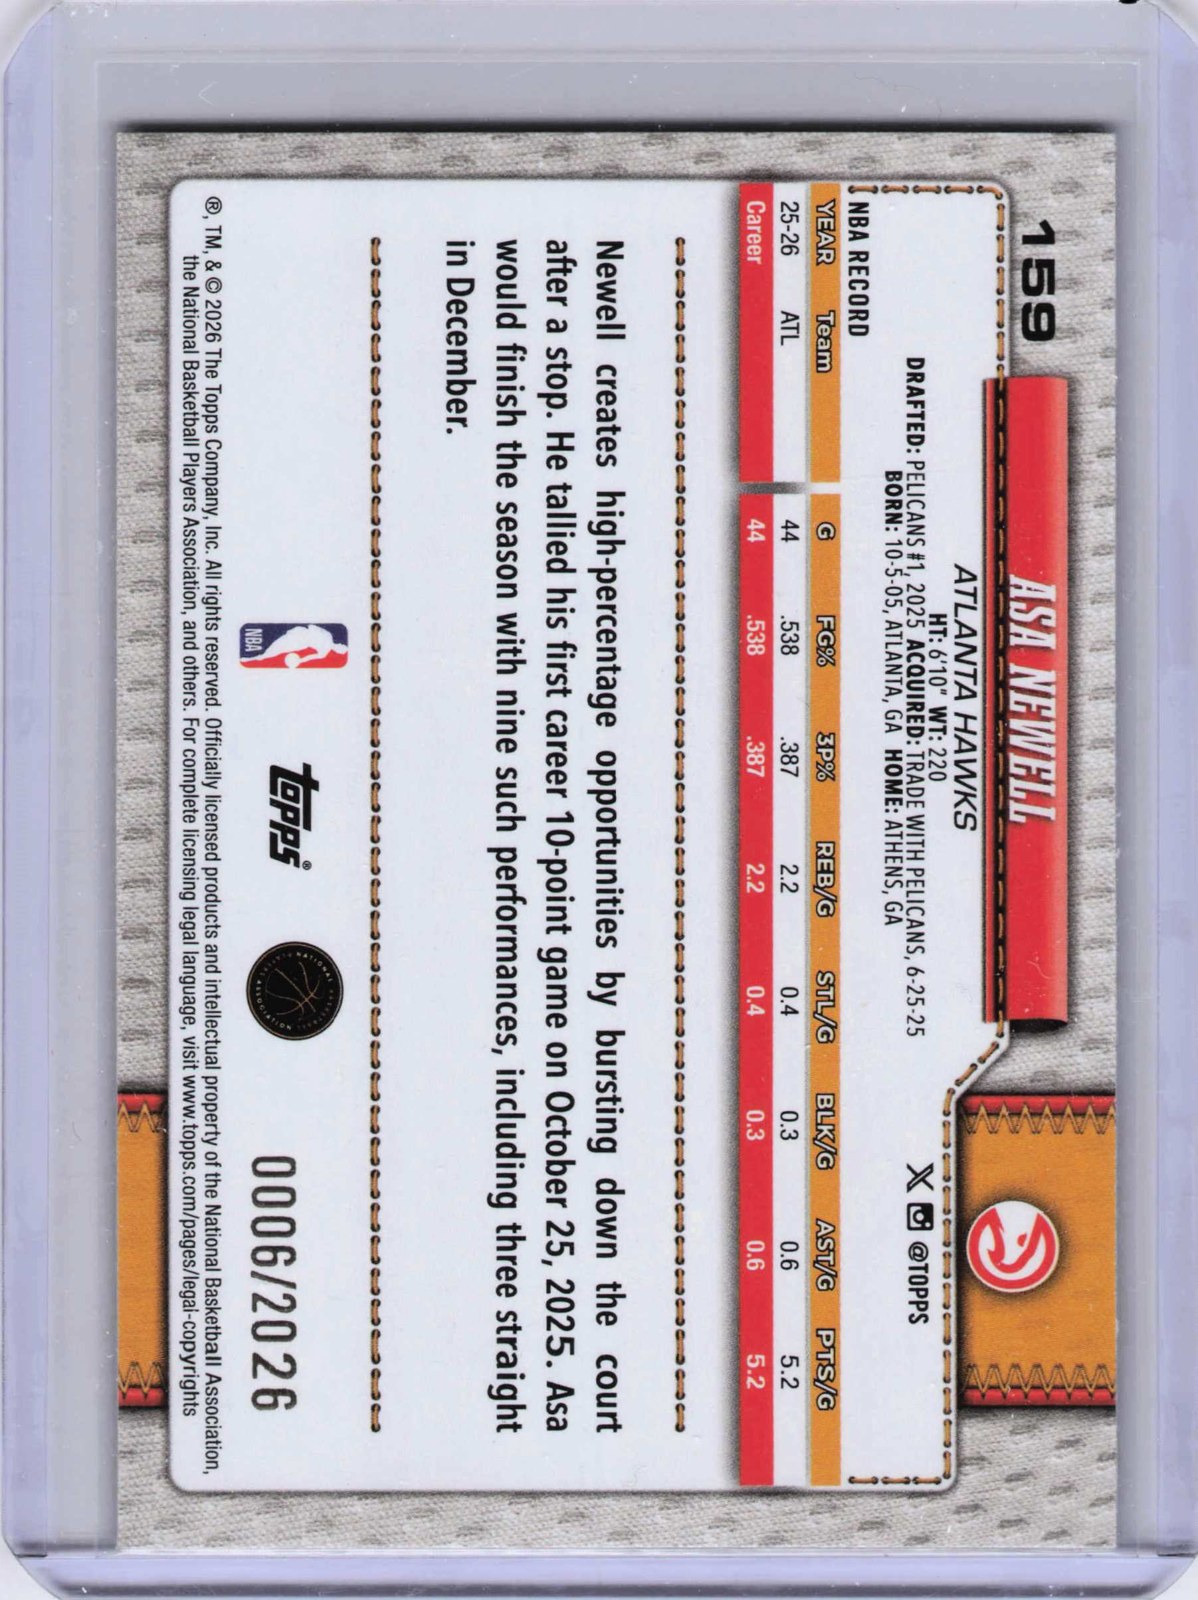 159
ASA NEWELL
ATLANTA HAWKS
HT: 6'10" WT: 220
DRAFTED: PELICANS #1, 2025 ACQUIRED: TRADE WITH PELICANS, 6-25-25
BORN: 10-5-05, ATLANTA, GA HOME: ATHENS, GA
@TOPPS
NBA RECORD
YEAR Team G FG% 3P% REB/G STL/G BLK/G AST/G PTS/G
25-26 ATL 44 .538 .387 2.2 0.4 0.3 0.6 5.2
Career 44 .538 .387 2.2 0.4 0.3 0.6 5.2
Newell creates high-percentage opportunities by bursting down the court
after a stop. He tallied his first career 10-point game on October 25, 2025. Asa
would finish the season with nine such performances, including three straight
in December.
NBA
topps®
NATIONAL BASKETBALL ASSOCIATION
0006/2026
®, TM, & © 2026 The Topps Company, Inc. All rights reserved. Officially licensed products and intellectual property of the National Basketball Association,
the National Basketball Players Association, and others. For complete licensing legal language, visit www.topps.com/pages/legal-copyrights